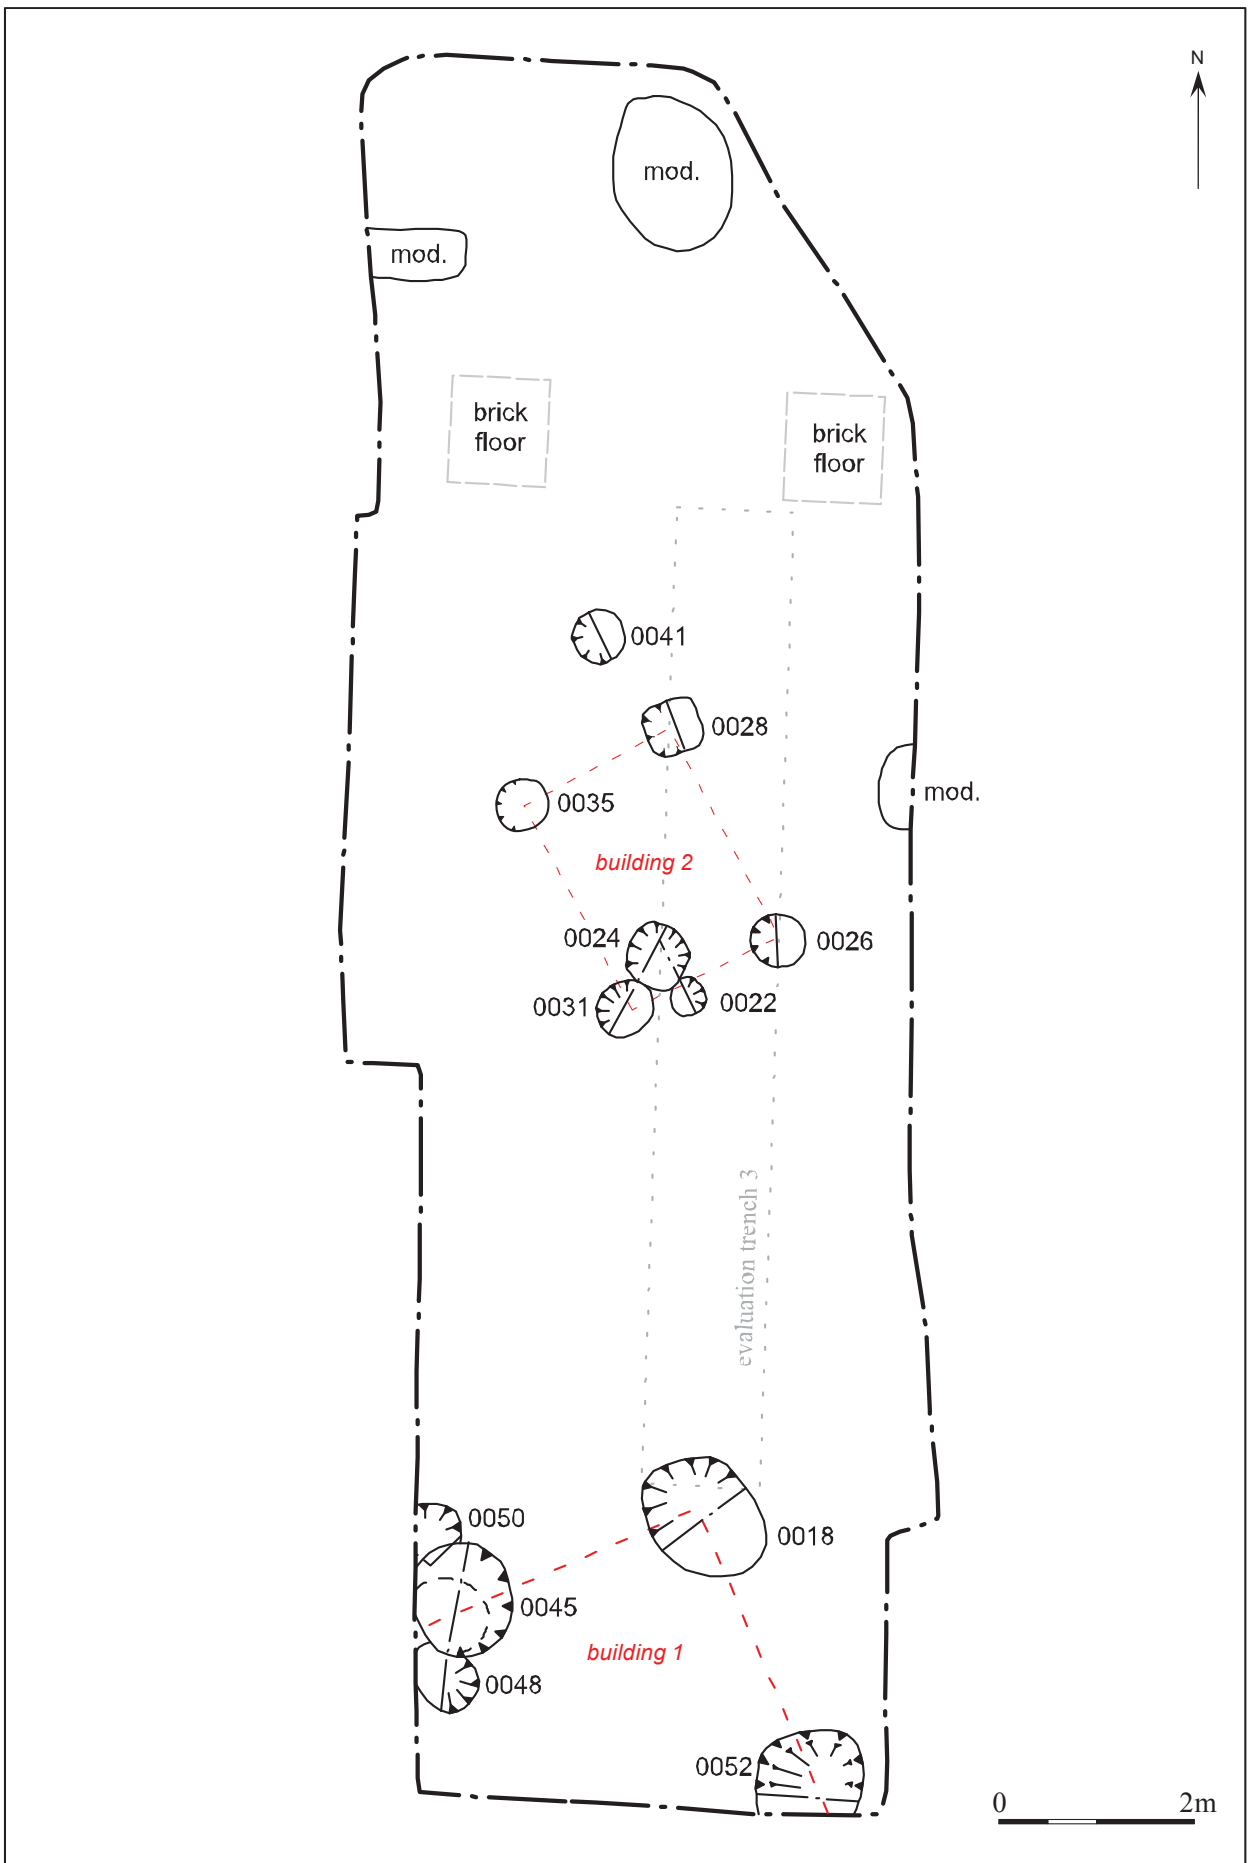 N
mod.
mod.
brick
floor
brick
floor
0041
0028
0035
mod.
building 2
0024
0026
0031
0022
evaluation trench 3
0050
0018
0045
building 1
0048
0052
0
2m